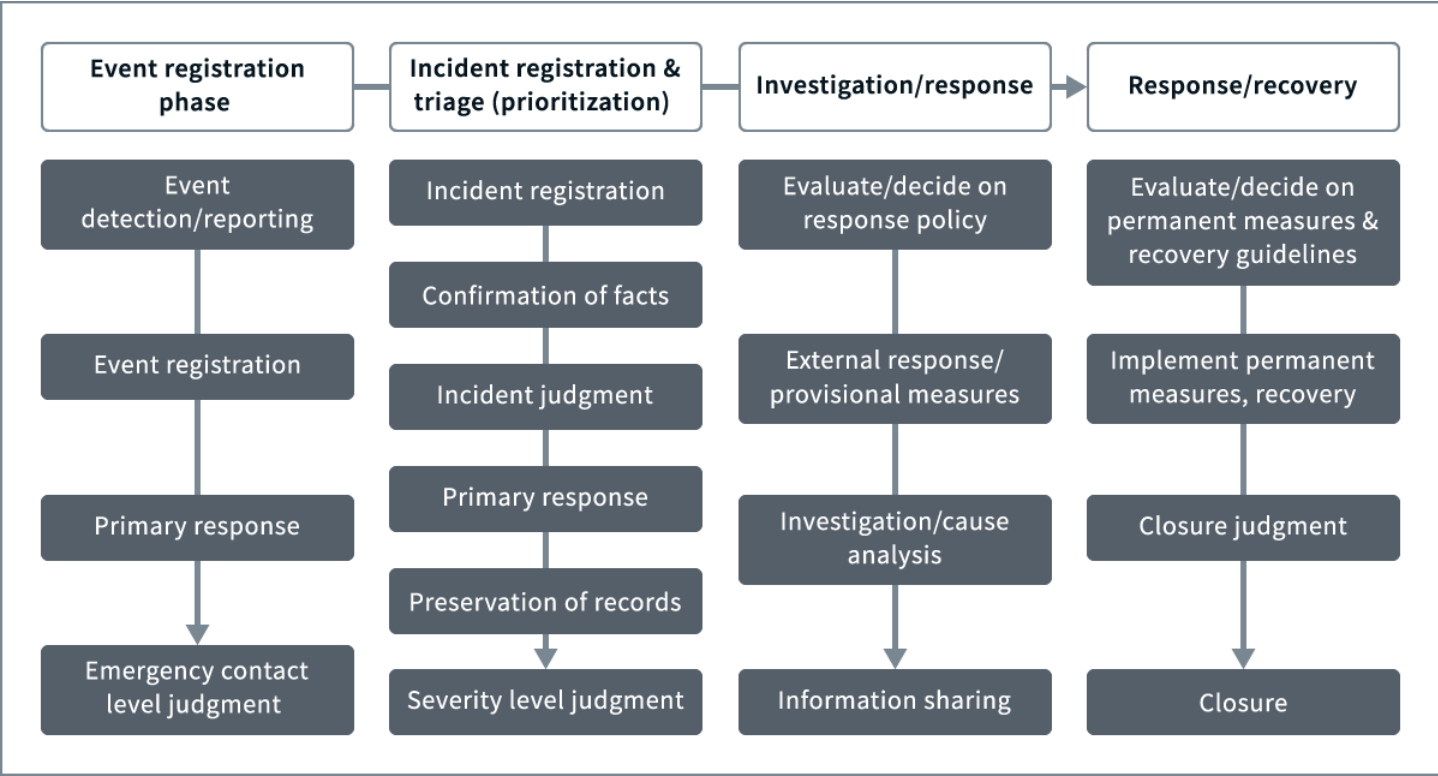 Event registration
phase
Incident registration &
triage (prioritization)
Investigation/response
Response/recovery
Event
detection/reporting
Event registration
Primary response
Emergency contact
level judgment
Incident registration
Confirmation of facts
Incident judgment
Primary response
Preservation of records
Severity level judgment
Evaluate/decide on
response policy
External response/
provisional measures
Investigation/cause
analysis
Information sharing
Evaluate/decide on
permanent measures &
recovery guidelines
Implement permanent
measures, recovery
Closure judgment
Closure